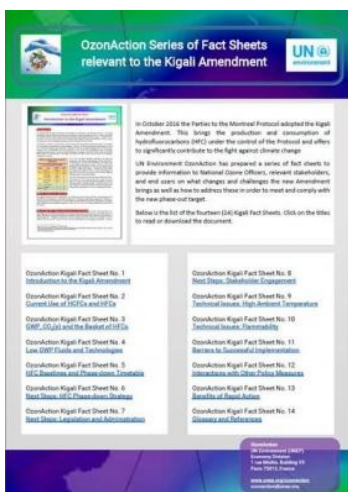 OzonAction Series of Fact Sheets
relevant to the Kigali Amendment
UN
environment
In October 2016 the Parties to the Montreal Protocol adopted the Kigali
Amendment. This brings the production and consumption of
hydrofluorocarbons (HFC) under the control of the Protocol and offers
to significantly contribute to the fight against climate change
UN Environment OzonAction has prepared a series of fact sheets to
provide information to National Ozone Officers, relevant stakeholders,
and end users on what changes and challenges the new Amendment
brings as well as how to address these in order to meet and comply with
the new phase-out target.
Below is the list of the fourteen (14) Kigali Fact Sheets. Click on the titles
to read or download the document.
OzonAction Kigali Fact Sheet No. 1
Introduction to the Kigali Amendment
OzonAction Kigali Fact Sheet No. 2
Current Use of HCFCs and HFCs
OzonAction Kigali Fact Sheet No. 3
GWP, CO2(e) and the Basket of HFCs
OzonAction Kigali Fact Sheet No. 4
Low GWP Fluids and Technologies
OzonAction Kigali Fact Sheet No. 5
HFC Baselines and Phase-down Timetable
OzonAction Kigali Fact Sheet No. 6
Next Steps: HFC Phase-down Strategy
OzonAction Kigali Fact Sheet No. 7
Next Steps: Legislation and Administration
OzonAction Kigali Fact Sheet No. 8
Next Steps: Stakeholder Engagement
OzonAction Kigali Fact Sheet No. 9
Technical Issues: High Ambient Temperature
OzonAction Kigali Fact Sheet No. 10
Technical Issues: Flammability
OzonAction Kigali Fact Sheet No. 11
Barriers to Successful Implementation
OzonAction Kigali Fact Sheet No. 12
Interactions with Other Policy Measures
OzonAction Kigali Fact Sheet No. 13
Benefits of Rapid Action
OzonAction Kigali Fact Sheet No. 14
Glossary and References
OzonAction
UN Environment (UNEP)
Economy Division
1 rue Miollis, Building VII
Paris 75015, France